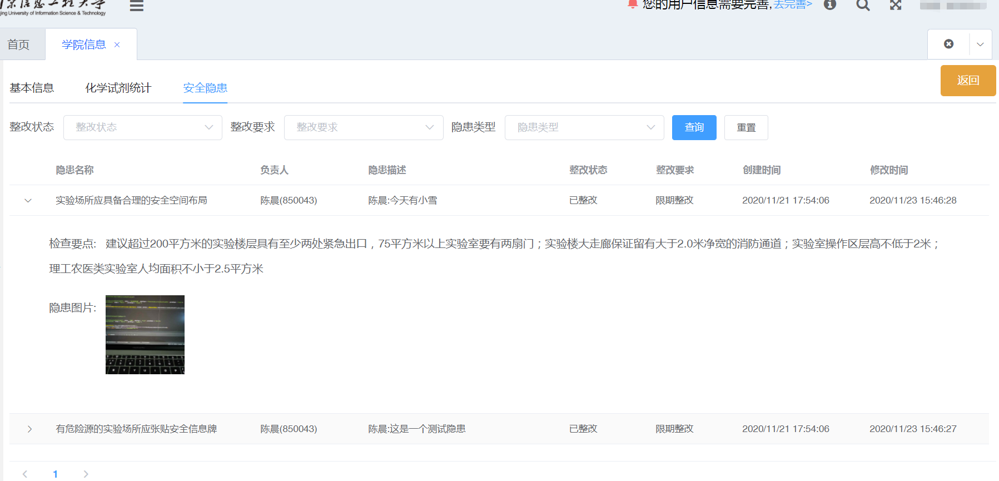 jing University of Information Science & Technology
您的用户信息需要完善,去完善>
首页
学院信息 ×
返回
基本信息 化学试剂统计 安全隐患
整改状态 整改状态 整改要求 整改要求 隐患类型 隐患类型 查询 重置
隐患名称 负责人 隐患描述 整改状态 整改要求 创建时间 修改时间
实验场所应具备合理的安全空间布局 陈晨(850043) 陈晨:今天有小雪 已整改 限期整改 2020/11/21 17:54:06 2020/11/23 15:46:28
检查要点: 建议超过200平方米的实验楼层具有至少两处紧急出口，75平方米以上实验室要有两扇门；实验楼大走廊保证留有大于2.0米净宽的消防通道；实验室操作区层高不低于2米；
理工农医类实验室人均面积不小于2.5平方米
隐患图片:
有危险源的实验场所应张贴安全信息牌 陈晨(850043) 陈晨:这是一个测试隐患 已整改 限期整改 2020/11/21 17:54:06 2020/11/23 15:46:27
1